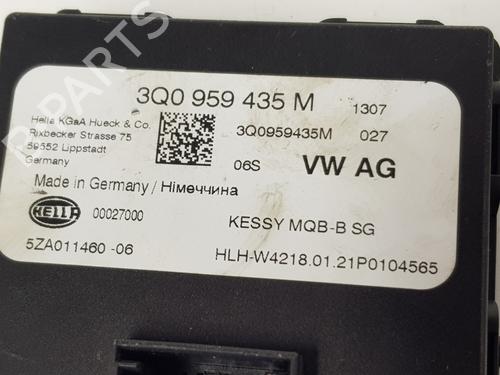 3Q0 959 435 M 1307
Hella KGaA Hueck & Co.
Rixbecker Strasse 75
59552 Lippstadt
Germany
3Q0959435M 027
06S VW AG
Made in Germany / Німеччина
HELLA 00027000 KESSY MQB-B SG
5ZA011460-06 HLH-W4218.01.21P0104565
B-PARTS